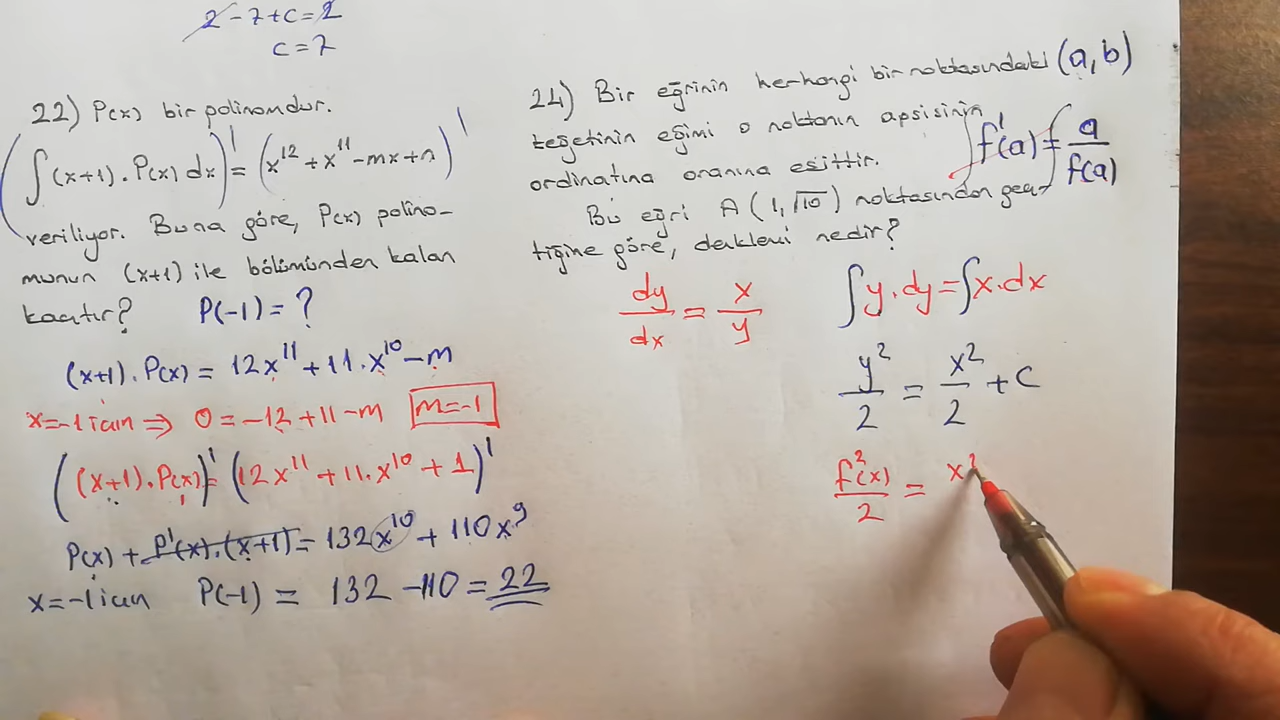 2 - 7 + c = 2
c = 7
22) P(x) bir polinomdur.
(∫(x+1).P(x)dx)' = (x¹² + x¹¹ - mx + n)'
veriliyor. Buna göre, P(x) polino-
munun (x+1) ile bölümünden kalan
kaçtır? P(-1) = ?
(x+1).P(x) = 12x¹¹ + 11.x¹⁰ - m
x=-1 için ⇒ 0 = -12 + 11 - m m=-1
((x+1).P(x))' = (12x¹¹ + 11.x¹⁰ + 1)'
P(x) + P'(x).(x+1) = 132x¹⁰ + 110x⁹
x=-1 için P(-1) = 132 - 110 = 22
24) Bir eğrinin herhangi bir noktasındaki (a,b)
teğetinin eğimi o noktanın apsisinin
ordinatına oranına eşittir. f'(a) = a/f(a)
Bu eğri A(1,√10) noktasından geç-
tiğine göre, denklemi nedir?
dy/dx = x/y
∫y.dy = ∫x.dx
y²/2 = x²/2 + c
f²(x)/2 = x²